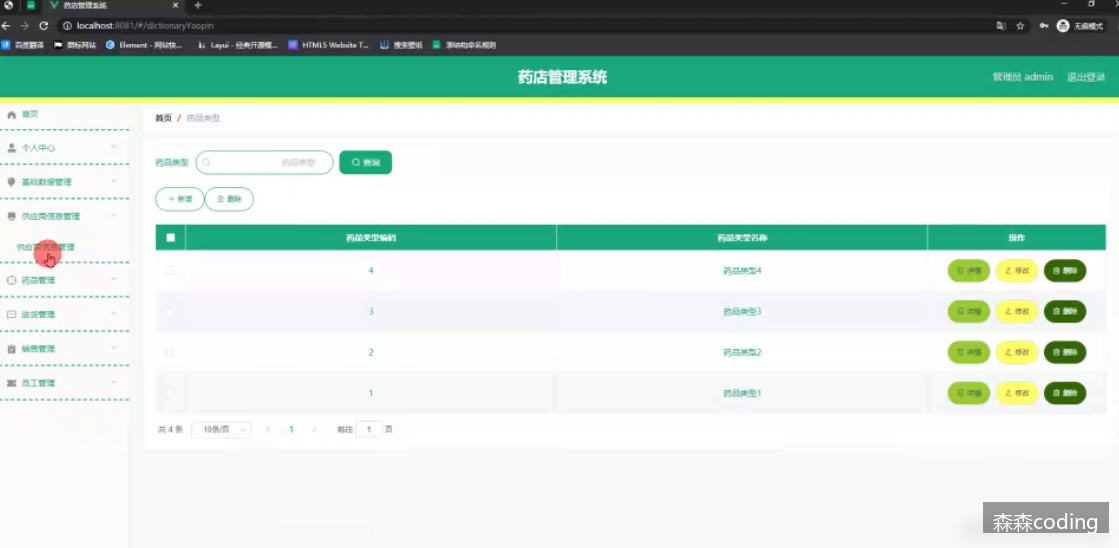 药店管理系统
localhost:8081/#/dictionaryYaopin
无痕模式
百度翻译 图标网站 Element - 网站快... Layui - 经典开源模... HTML5 Website T... 搜索壁纸
药店管理系统
管理员 admin 退出登录
首页
个人中心
基础数据管理
供应商信息管理
供应商信息管理
药品管理
进货管理
销售管理
员工管理
首页 / 药品类型
药品类型 药品类型 查询
新增 删除
药品类型编码 药品类型名称 操作
4 药品类型4 详情 修改 删除
3 药品类型3 详情 修改 删除
2 药品类型2 详情 修改 删除
1 药品类型1 详情 修改 删除
共 4 条 10条/页 1 前往 1 页
森森coding